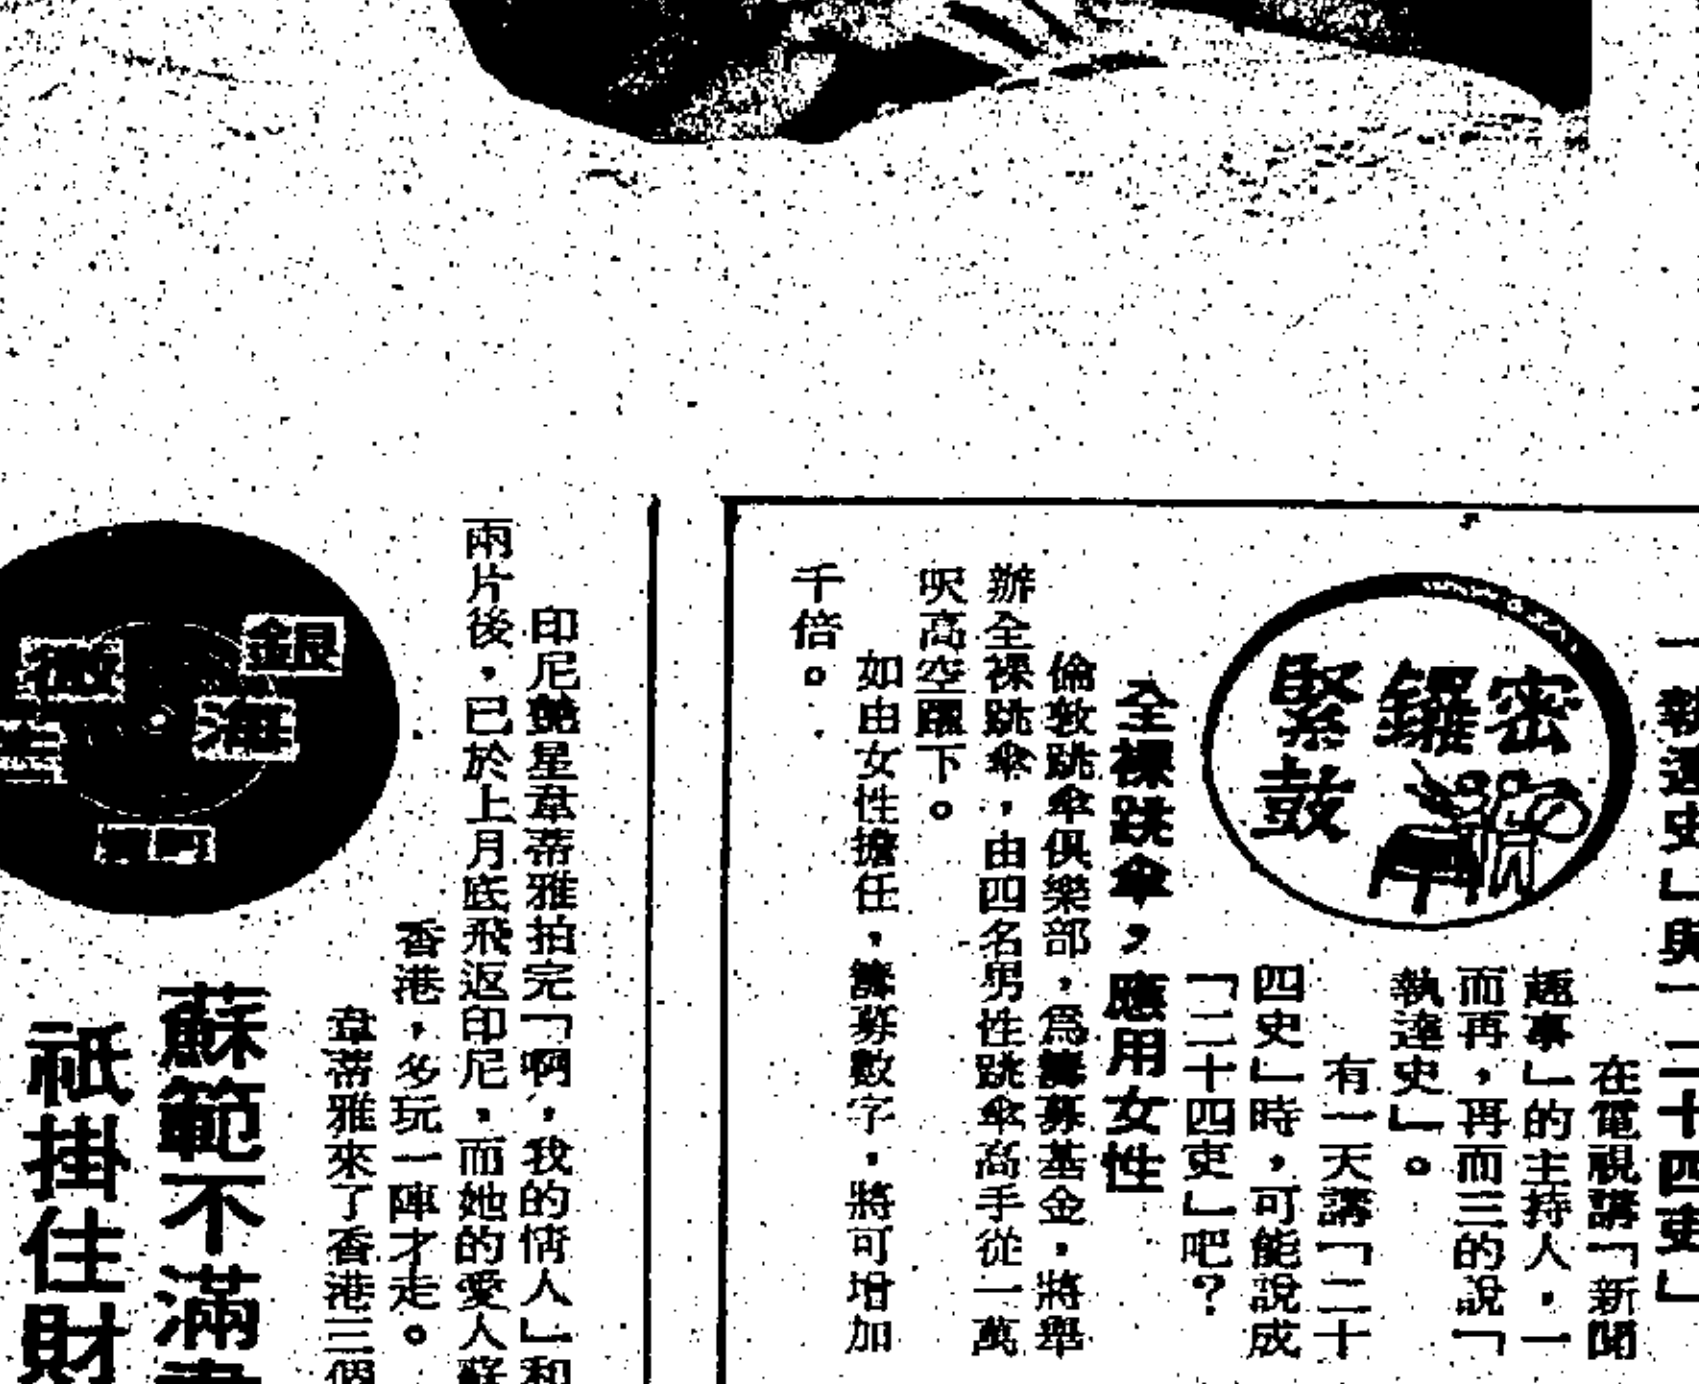 「執達史」與「二十四吏」
密鑼緊鼓
在電視講「新聞
趣事」的主持人，一
而再，再而三的說「
執達史」。
有一天講「二十
四史」時，可能說成
「二十四吏」吧？
全裸跳傘，應用女性
倫敦跳傘俱樂部，爲籌募基金，將舉
辦全裸跳傘，由四名男性跳傘高手從一萬
呎高空躍下。
如由女性擔任，籌募數字，將可增加
千倍。
印尼艷星韋蒂雅拍完「啊，我的情人」和
兩片後，已於上月底飛返印尼，而她的愛人蘇
香港，多玩一陣才走。
韋蒂雅來了香港三個
銀海微
蘇範不滿
祇掛住財